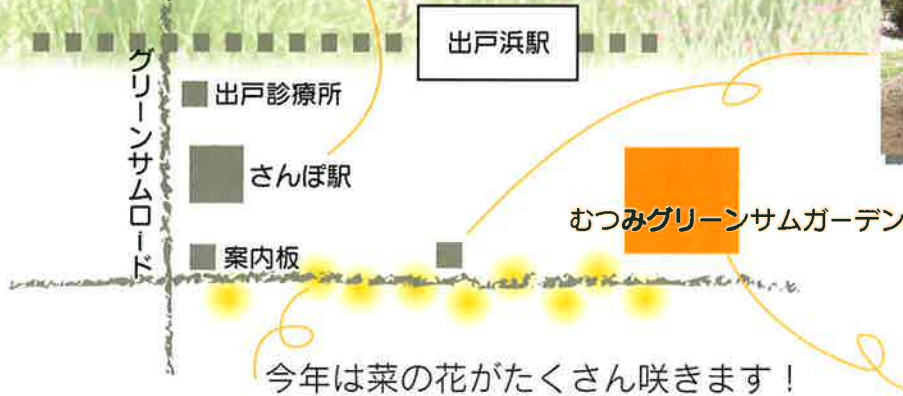 出戸浜駅
グリーンサムロード
出戸診療所
さんぽ駅
むつみグリーンサムガーデン
案内板
今年は菜の花がたくさん咲きます！